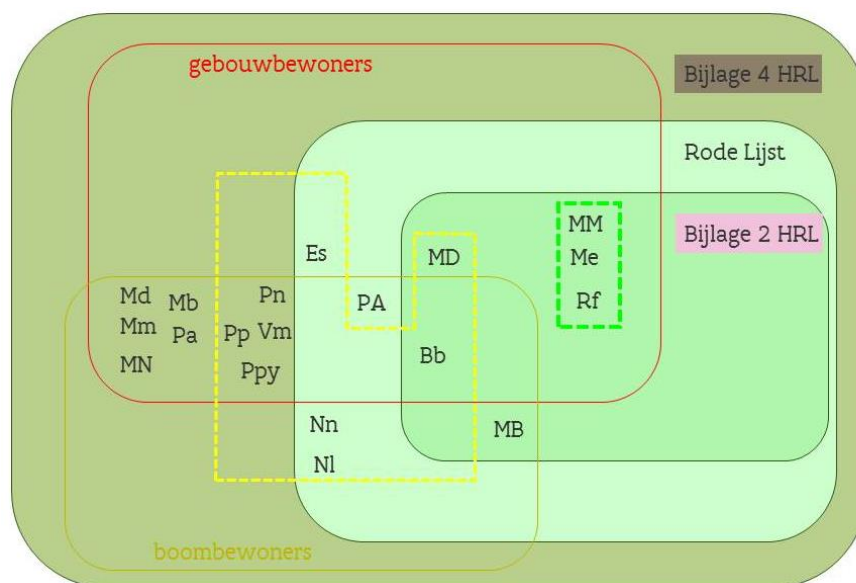 gebouwbewoners
Bijlage 4 HRL
Rode Lijst
Bijlage 2 HRL
MM
Es
MD
Me
Md
Mb
Pn
PA
Rf
Mm
Pa
Pp
Vm
MN
Ppy
Bb
Nn
MB
Nl
boombewoners